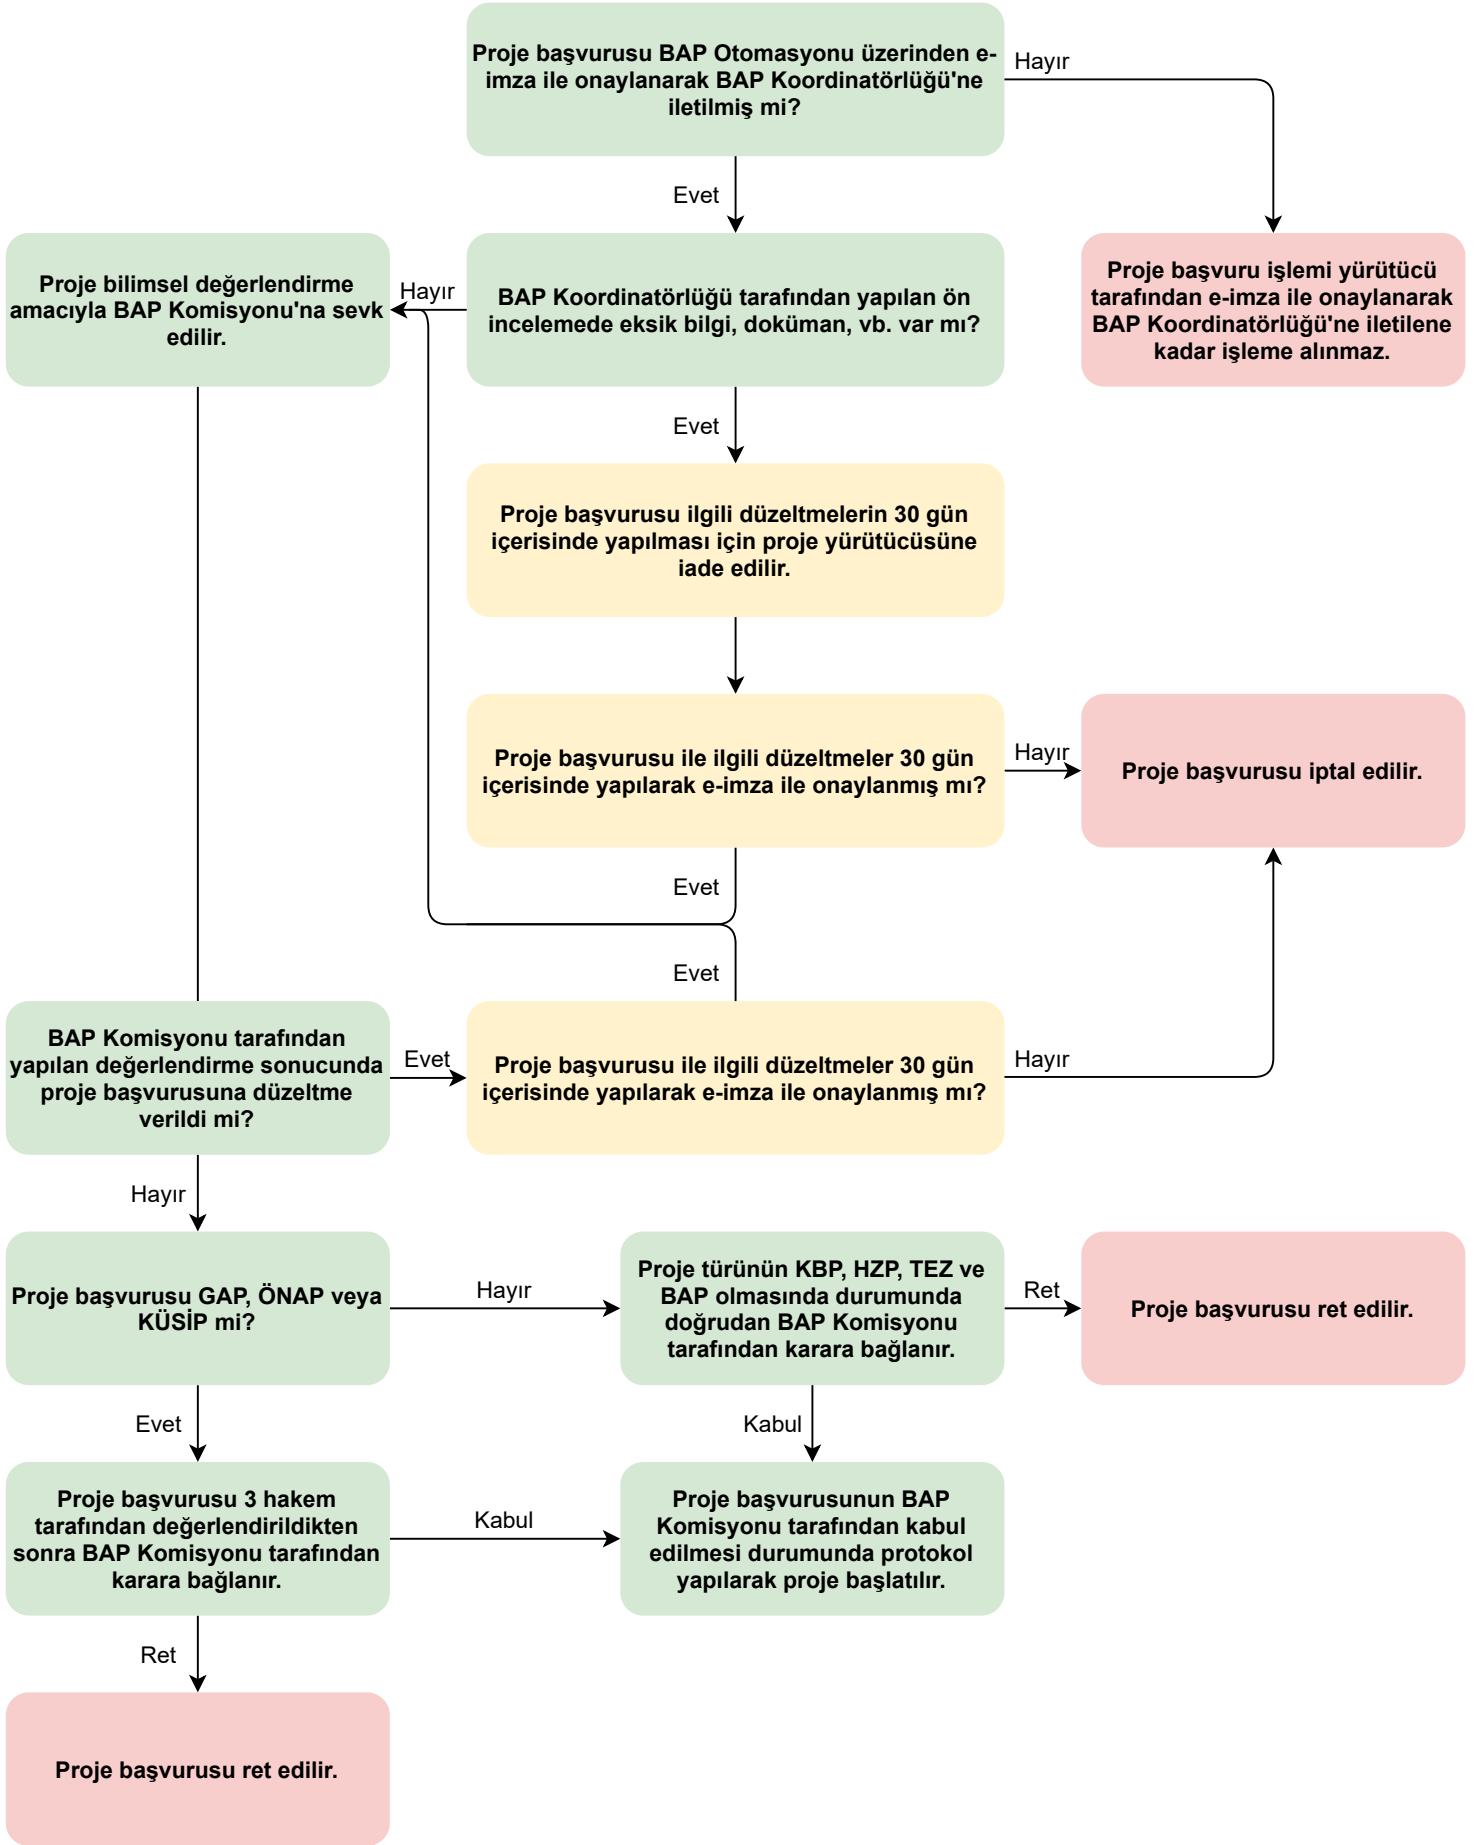 Proje başvurusu BAP Otomasyonu üzerinden e-
imza ile onaylanarak BAP Koordinatörlüğü'ne
iletilmiş mi?
Hayır
Evet
Proje bilimsel değerlendirme
amacıyla BAP Komisyonu'na sevk
edilir.
Hayır
BAP Koordinatörlüğü tarafından yapılan ön
incelemede eksik bilgi, doküman, vb. var mı?
Proje başvuru işlemi yürütücü
tarafından e-imza ile onaylanarak
BAP Koordinatörlüğü'ne iletilene
kadar işleme alınmaz.
Evet
Proje başvurusu ilgili düzeltmelerin 30 gün
içerisinde yapılması için proje yürütücüsüne
iade edilir.
Proje başvurusu ile ilgili düzeltmeler 30 gün
içerisinde yapılarak e-imza ile onaylanmış mı?
Hayır
Proje başvurusu iptal edilir.
Evet
Evet
BAP Komisyonu tarafından
yapılan değerlendirme sonucunda
proje başvurusuna düzeltme
verildi mi?
Evet
Proje başvurusu ile ilgili düzeltmeler 30 gün
içerisinde yapılarak e-imza ile onaylanmış mı?
Hayır
Hayır
Proje başvurusu GAP, ÖNAP veya
KÜSİP mi?
Hayır
Proje türünün KBP, HZP, TEZ ve
BAP olmasında durumunda
doğrudan BAP Komisyonu
tarafından karara bağlanır.
Ret
Proje başvurusu ret edilir.
Evet
Kabul
Proje başvurusu 3 hakem
tarafından değerlendirildikten
sonra BAP Komisyonu tarafından
karara bağlanır.
Kabul
Proje başvurusunun BAP
Komisyonu tarafından kabul
edilmesi durumunda protokol
yapılarak proje başlatılır.
Ret
Proje başvurusu ret edilir.